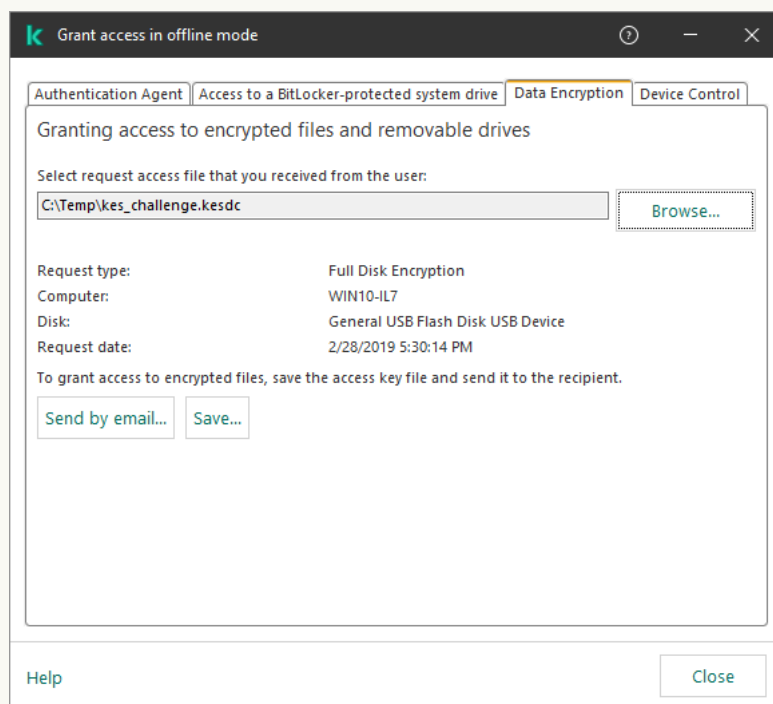 Grant access in offline mode
Authentication Agent Access to a BitLocker-protected system drive Data Encryption Device Control
Granting access to encrypted files and removable drives
Select request access file that you received from the user:
C:\Temp\kes_challenge.kesdc Browse...
Request type: Full Disk Encryption
Computer: WIN10-IL7
Disk: General USB Flash Disk USB Device
Request date: 2/28/2019 5:30:14 PM
To grant access to encrypted files, save the access key file and send it to the recipient.
Send by email... Save...
Help Close